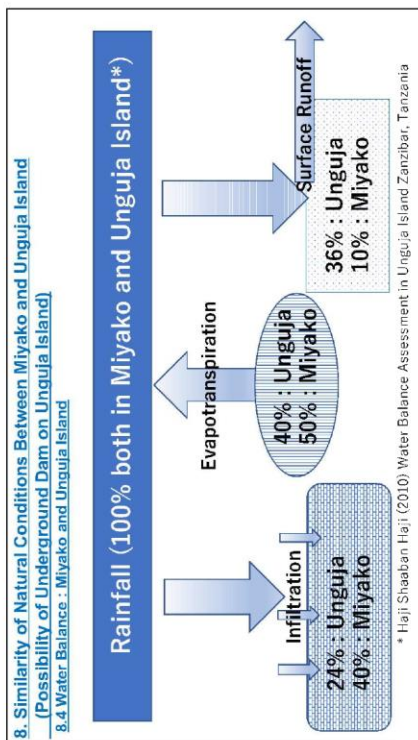 8. Similarity of Natural Conditions Between Miyako and Unguja Island
(Possibility of Underground Dam on Unguja Island)
8.4 Water Balance : Miyako and Unguja Island
Rainfall (100% both in Miyako and Unguja Island*)
Infiltration
24% : Unguja
40% : Miyako
Evapotranspiration
40% : Unguja
50% : Miyako
Surface Runoff
36% : Unguja
10% : Miyako
* Haji Shaaban Haji (2010) Water Balance Assessment in Unguja Island Zanzibar, Tanzania